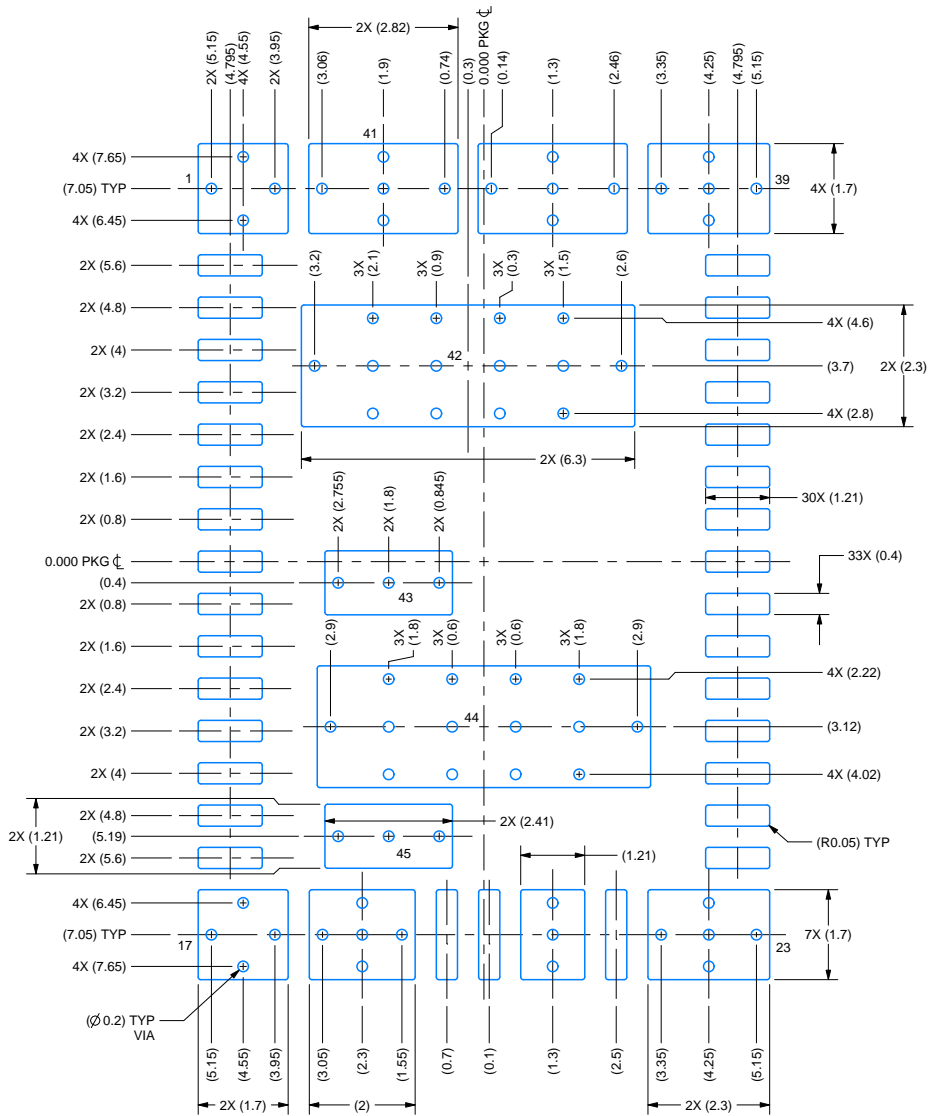 2X (2.82)
2X (5.15)
(4.795)
4X (4.55)
2X (3.95)
(3.06)
(1.9)
(0.74)
(0.3)
0.000 PKG ℄
(0.14)
(1.3)
(2.46)
(3.35)
(4.25)
(4.795)
(5.15)
41
4X (7.65)
1
(7.05) TYP
39
4X (1.7)
4X (6.45)
2X (5.6)
(3.2)
3X (2.1)
3X (0.9)
3X (0.3)
3X (1.5)
(2.6)
2X (4.8)
4X (4.6)
2X (4)
42
(3.7)
2X (2.3)
2X (3.2)
4X (2.8)
2X (2.4)
2X (6.3)
2X (1.6)
2X (2.755)
2X (1.8)
2X (0.845)
30X (1.21)
2X (0.8)
0.000 PKG ℄
33X (0.4)
(0.4)
43
2X (0.8)
2X (1.6)
(2.9)
3X (1.8)
3X (0.6)
3X (0.6)
3X (1.8)
(2.9)
4X (2.22)
2X (2.4)
44
(3.12)
2X (3.2)
2X (4)
4X (4.02)
2X (4.8)
2X (1.21)
2X (2.41)
(5.19)
45
(1.21)
(R0.05) TYP
2X (5.6)
4X (6.45)
(7.05) TYP
17
23
7X (1.7)
4X (7.65)
(Ø 0.2) TYP
VIA
(5.15)
(4.55)
(3.95)
(3.05)
(2.3)
(1.55)
(0.7)
(0.1)
(1.3)
(2.5)
(3.35)
(4.25)
(5.15)
2X (1.7)
(2)
2X (2.3)